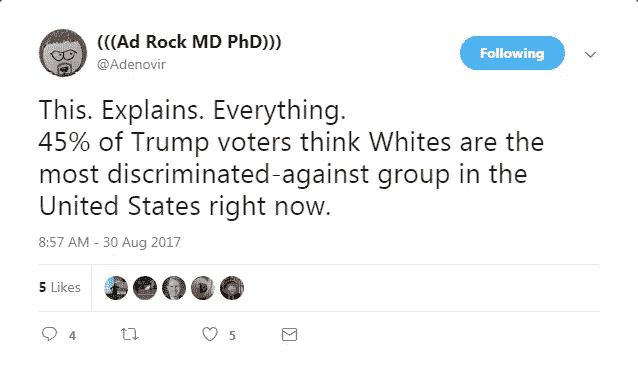 (((Ad Rock MD PhD)))
@Adenovir
Following
This. Explains. Everything.
45% of Trump voters think Whites are the
most discriminated-against group in the
United States right now.
8:57 AM - 30 Aug 2017
5 Likes
4
5